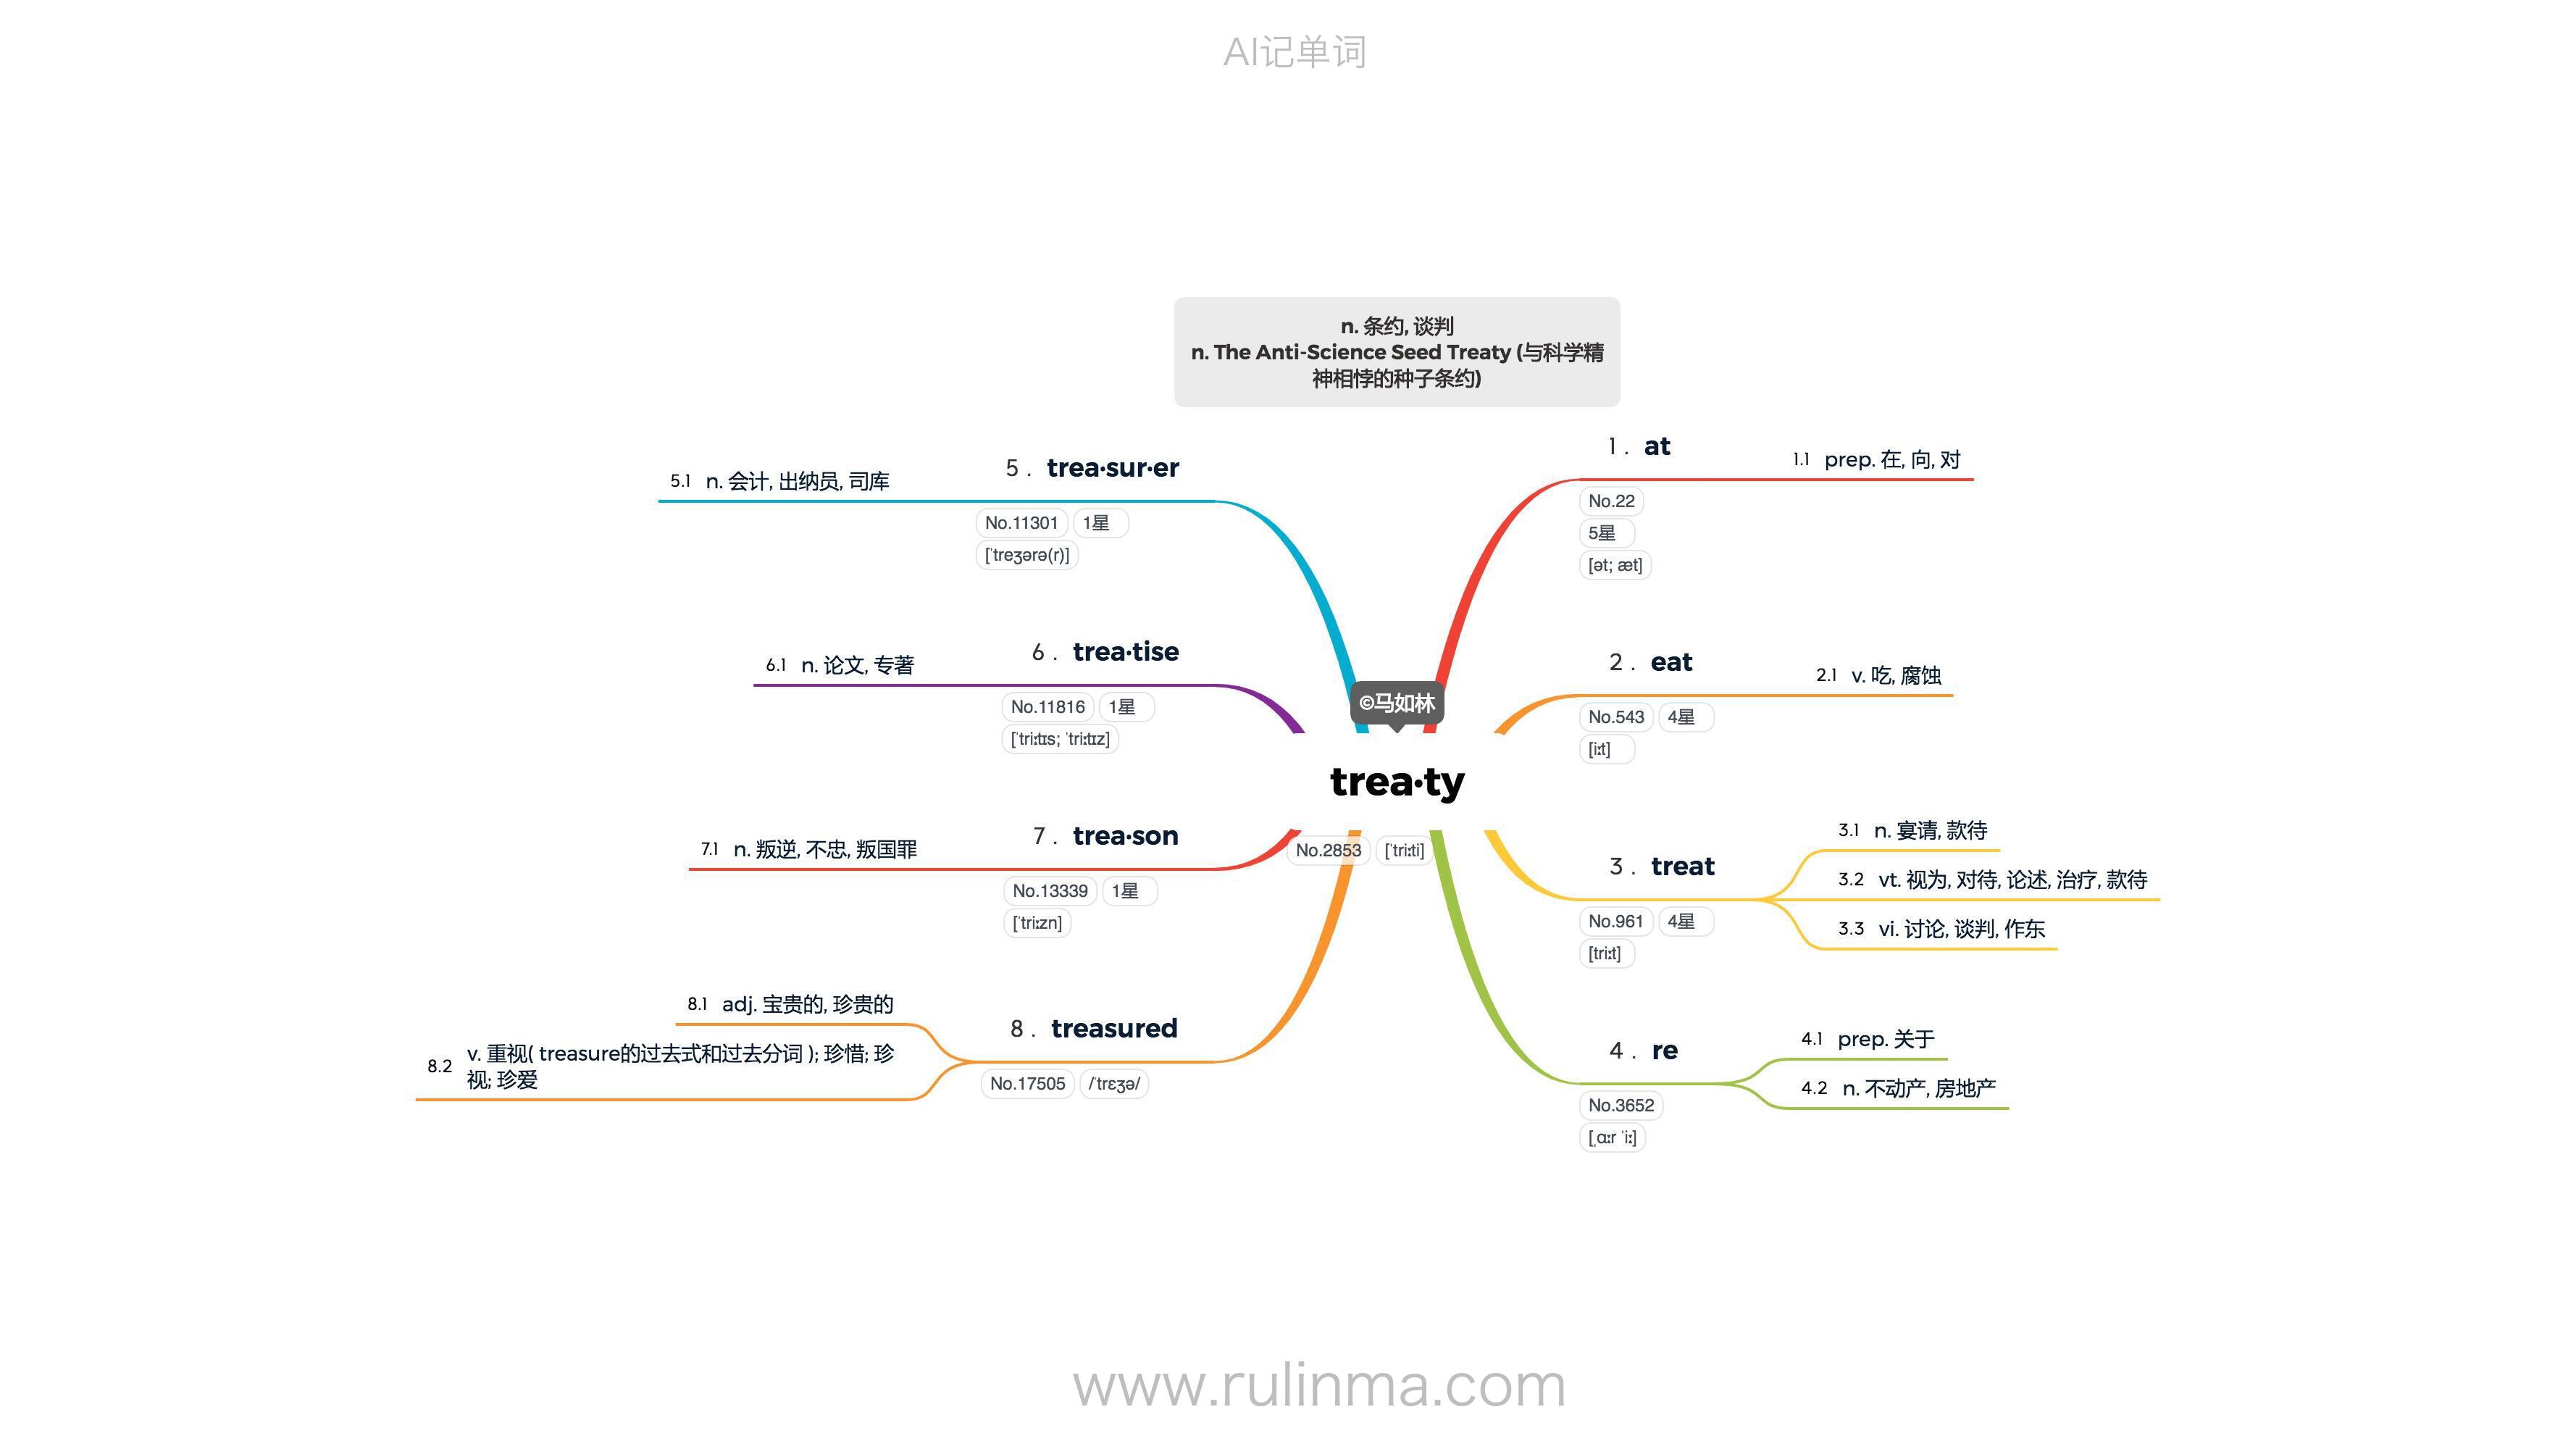 AI记单词
n. 条约, 谈判
n. The Anti-Science Seed Treaty (与科学精
神相悖的种子条约)
©马如林
trea·ty
No.2853 [ˈtriːti]
1 . at
No.22
5星
[ət; æt]
1.1 prep. 在, 向, 对
2 . eat
No.543 4星
[iːt]
2.1 v. 吃, 腐蚀
3 . treat
No.961 4星
[triːt]
3.1 n. 宴请, 款待
3.2 vt. 视为, 对待, 论述, 治疗, 款待
3.3 vi. 讨论, 谈判, 作东
4 . re
No.3652
[ˌɑːr ˈiː]
4.1 prep. 关于
4.2 n. 不动产, 房地产
5 . trea·sur·er
No.11301 1星
[ˈtreʒərə(r)]
5.1 n. 会计, 出纳员, 司库
6 . trea·tise
No.11816 1星
[ˈtriːtɪs; ˈtriːtɪz]
6.1 n. 论文, 专著
7 . trea·son
No.13339 1星
[ˈtriːzn]
7.1 n. 叛逆, 不忠, 叛国罪
8 . treasured
No.17505 /ˈtrɛʒə/
8.1 adj. 宝贵的, 珍贵的
8.2 v. 重视( treasure的过去式和过去分词 ); 珍惜; 珍
视; 珍爱
www.rulinma.com